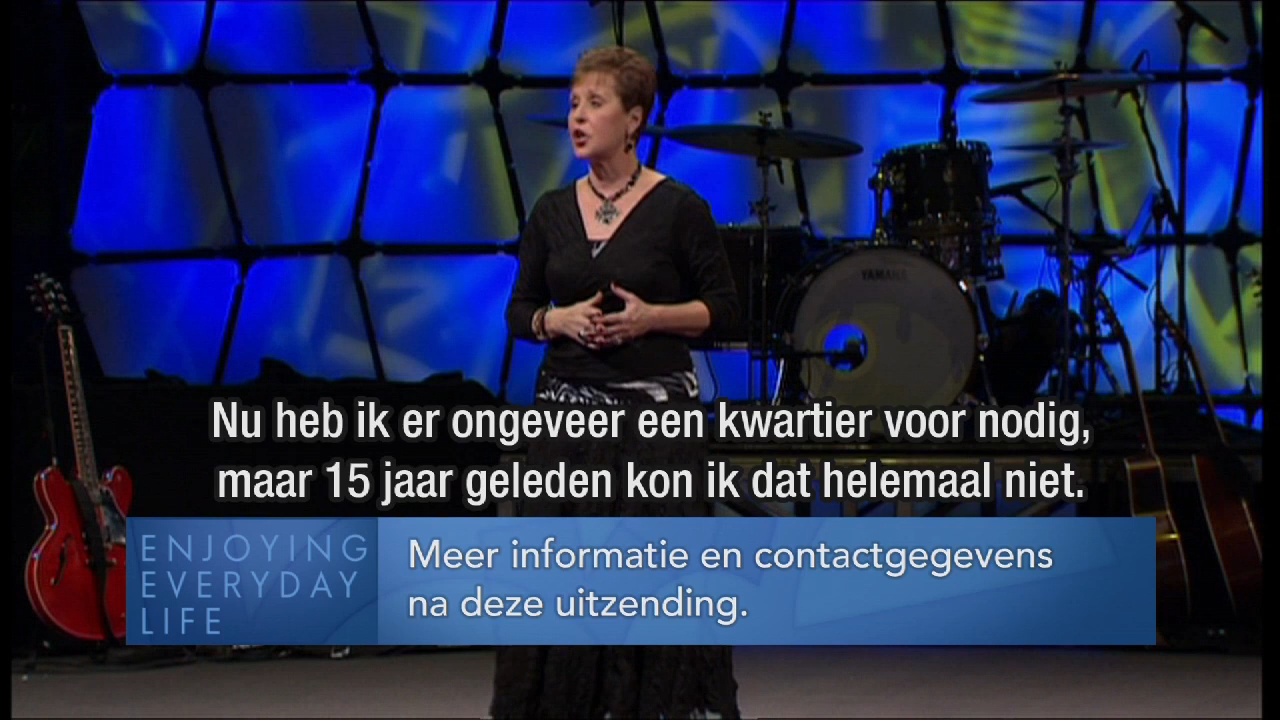 YAMAHA
Nu heb ik er ongeveer een kwartier voor nodig,
maar 15 jaar geleden kon ik dat helemaal niet.
ENJOYING
EVERYDAY
LIFE
Meer informatie en contactgegevens
na deze uitzending.